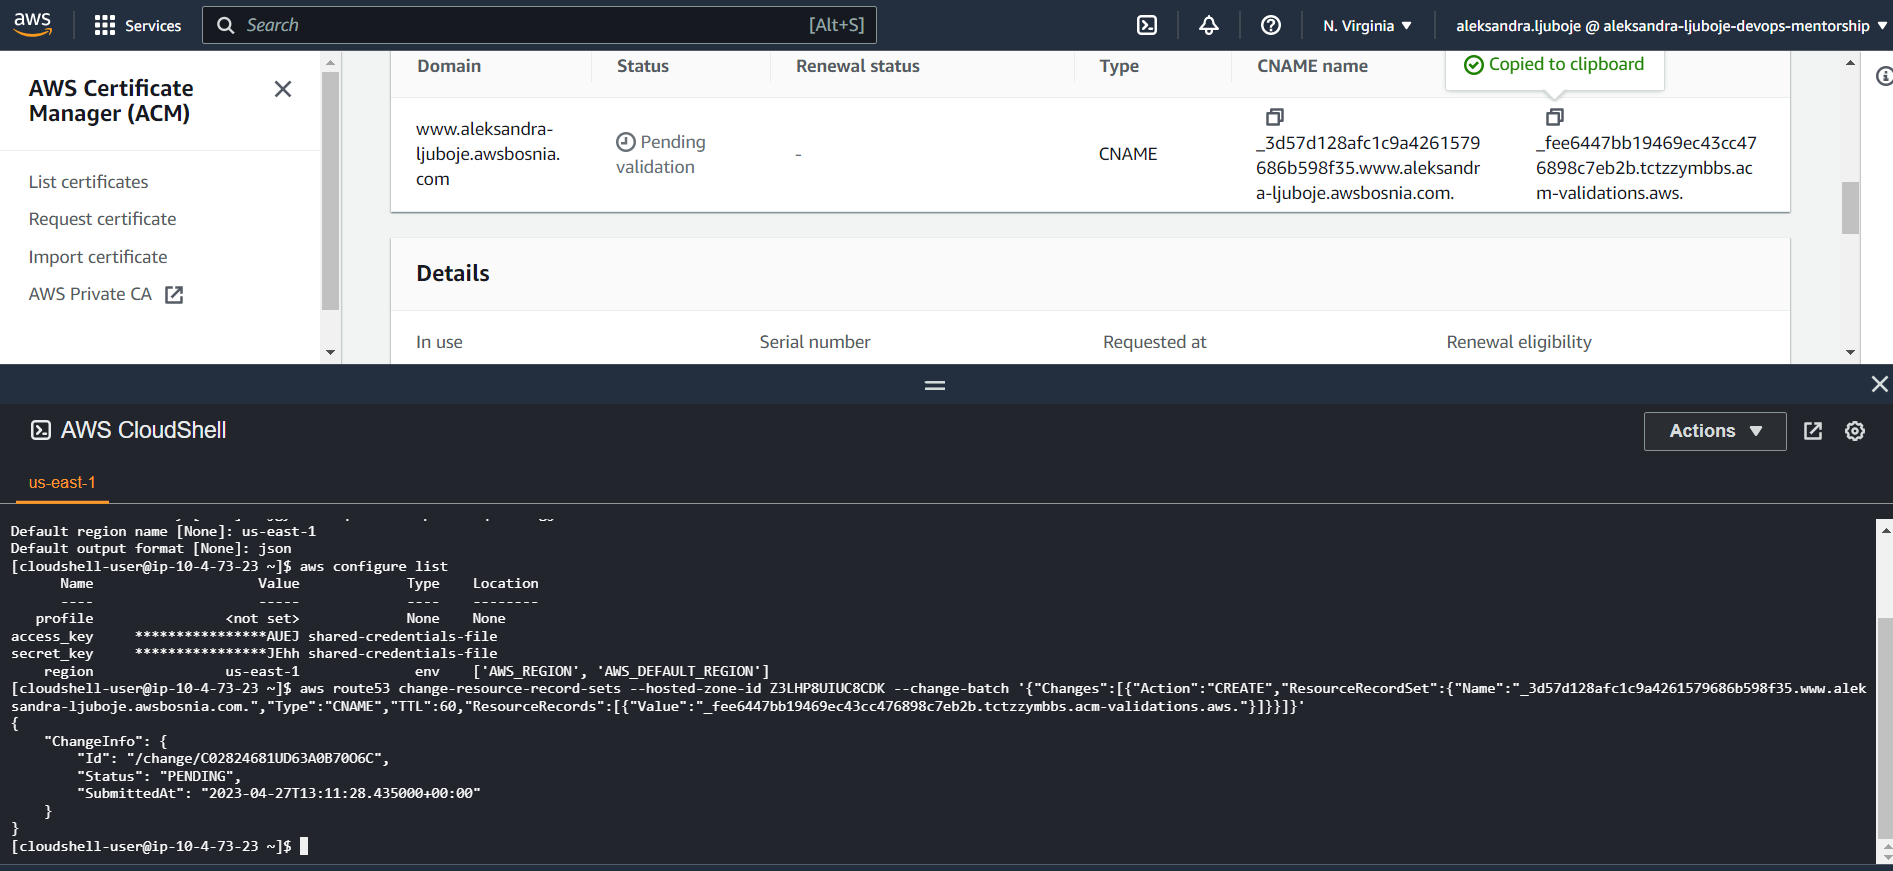 aws
Services
Search
[Alt+S]
N. Virginia
aleksandra.ljuboje @ aleksandra-ljuboje-devops-mentorship
AWS Certificate
Manager (ACM)
List certificates
Request certificate
Import certificate
AWS Private CA
Domain
Status
Renewal status
Type
CNAME name
Copied to clipboard
www.aleksandra-
ljuboje.awsbosnia.
com
Pending
validation
-
CNAME
_3d57d128afc1c9a4261579
686b598f35.www.aleksandr
a-ljuboje.awsbosnia.com.
_fee6447bb19469ec43cc47
6898c7eb2b.tctzzymbbs.ac
m-validations.aws.
Details
In use
Serial number
Requested at
Renewal eligibility
AWS CloudShell
Actions
us-east-1
Default region name [None]: us-east-1
Default output format [None]: json
[cloudshell-user@ip-10-4-73-23 ~]$ aws configure list
Name Value Type Location
---- ----- ---- --------
profile <not set> None None
access_key ****************AUEJ shared-credentials-file
secret_key ****************JEhh shared-credentials-file
region us-east-1 env ['AWS_REGION', 'AWS_DEFAULT_REGION']
[cloudshell-user@ip-10-4-73-23 ~]$ aws route53 change-resource-record-sets --hosted-zone-id Z3LHP8UIUC8CDK --change-batch '{"Changes":[{"Action":"CREATE","ResourceRecordSet":{"Name":"_3d57d128afc1c9a4261579686b598f35.www.alek
sandra-ljuboje.awsbosnia.com.","Type":"CNAME","TTL":60,"ResourceRecords":[{"Value":"_fee6447bb19469ec43cc476898c7eb2b.tctzzymbbs.acm-validations.aws."}]}}]}'
{
"ChangeInfo": {
"Id": "/change/C02824681UD63A0B70O6C",
"Status": "PENDING",
"SubmittedAt": "2023-04-27T13:11:28.435000+00:00"
}
}
[cloudshell-user@ip-10-4-73-23 ~]$